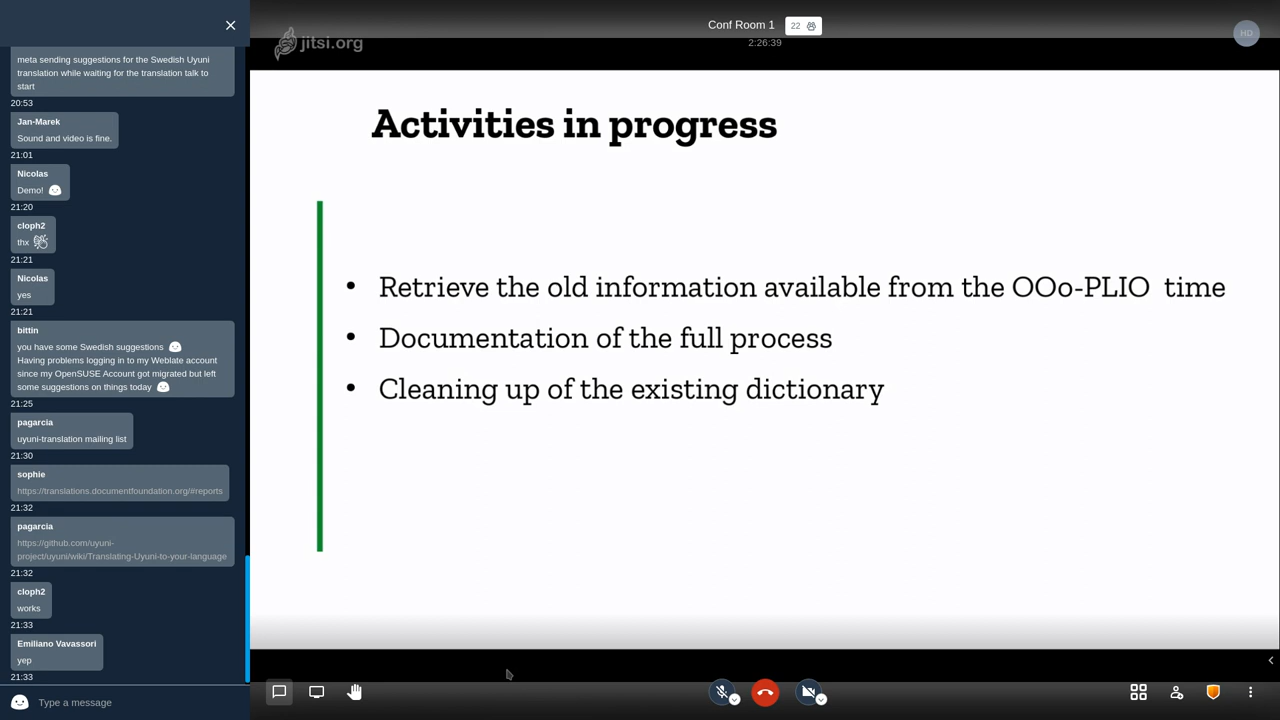 meta sending suggestions for the Swedish Uyuni
translation while waiting for the translation talk to
start
20:53
Jan-Marek
Sound and video is fine.
21:01
Nicolas
Demo!
21:20
cloph2
thx
21:21
Nicolas
yes
21:21
bittin
you have some Swedish suggestions
Having problems logging in to my Weblate account
since my OpenSUSE Account got migrated but left
some suggestions on things today
21:25
pagarcia
uyuni-translation mailing list
21:30
sophie
https://translations.documentfoundation.org/#reports
21:32
pagarcia
https://github.com/uyuni-
project/uyuni/wiki/Translating-Uyuni-to-your-language
21:32
cloph2
works
21:33
Emiliano Vavassori
yep
21:33
Type a message
jitsi.org
Conf Room 1
22
2:26:39
HD
Activities in progress
• Retrieve the old information available from the OOo-PLIO  time
• Documentation of the full process
• Cleaning up of the existing dictionary